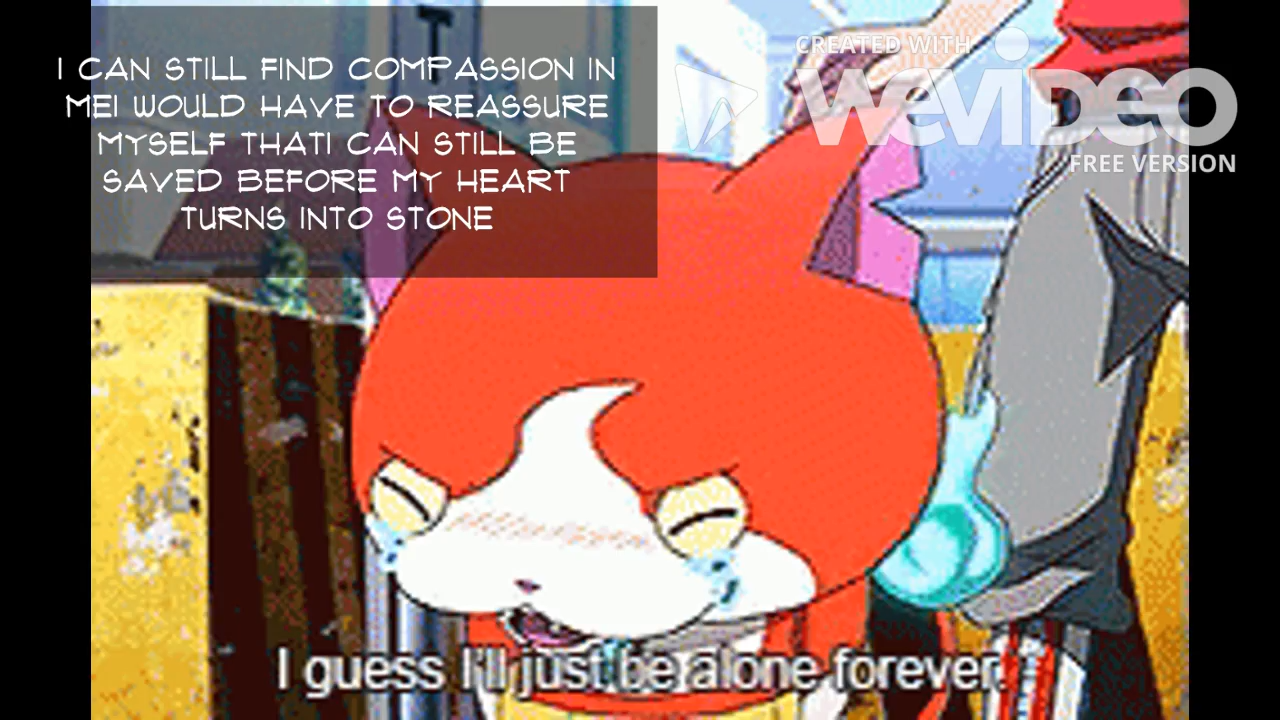 I CAN STILL FIND COMPASSION IN
MEI WOULD HAVE TO REASSURE
MYSELF THATI CAN STILL BE
SAVED BEFORE MY HEART
TURNS INTO STONE
CREATED WITH
WeVideo
FREE VERSION
I guess I'll just be alone forever.